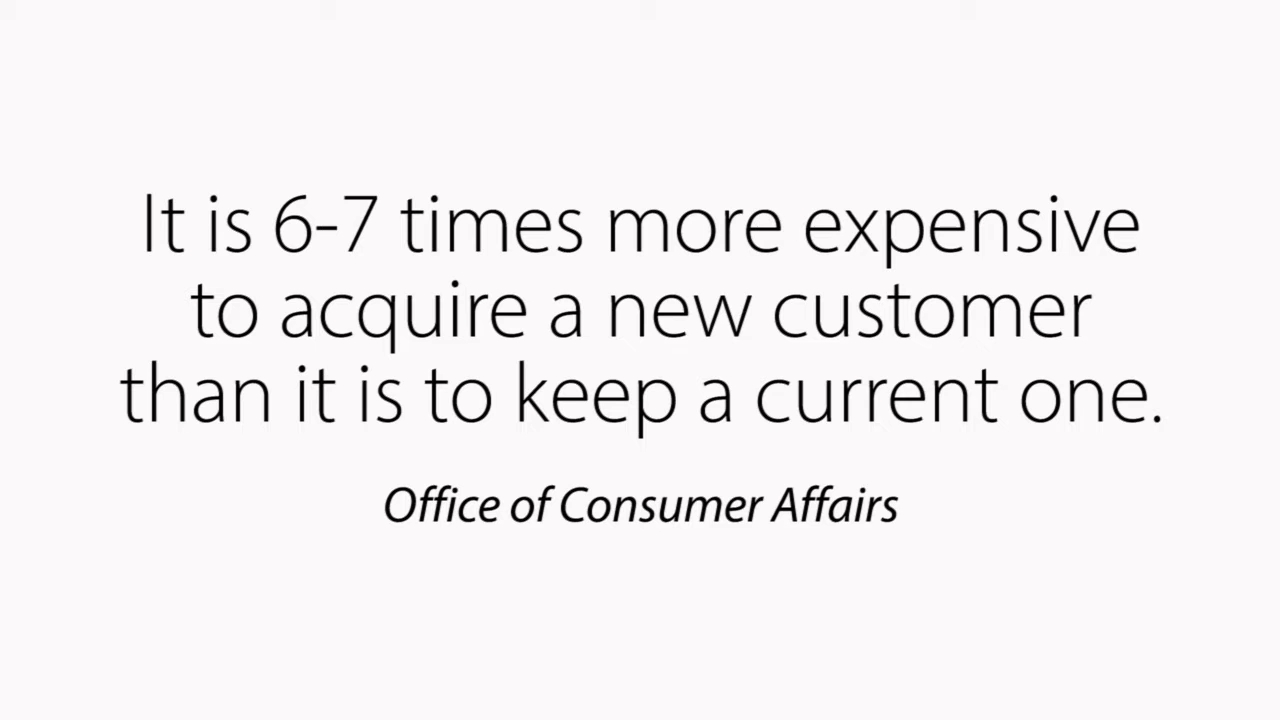 It is 6-7 times more expensive
to acquire a new customer
than it is to keep a current one.
Office of Consumer Affairs